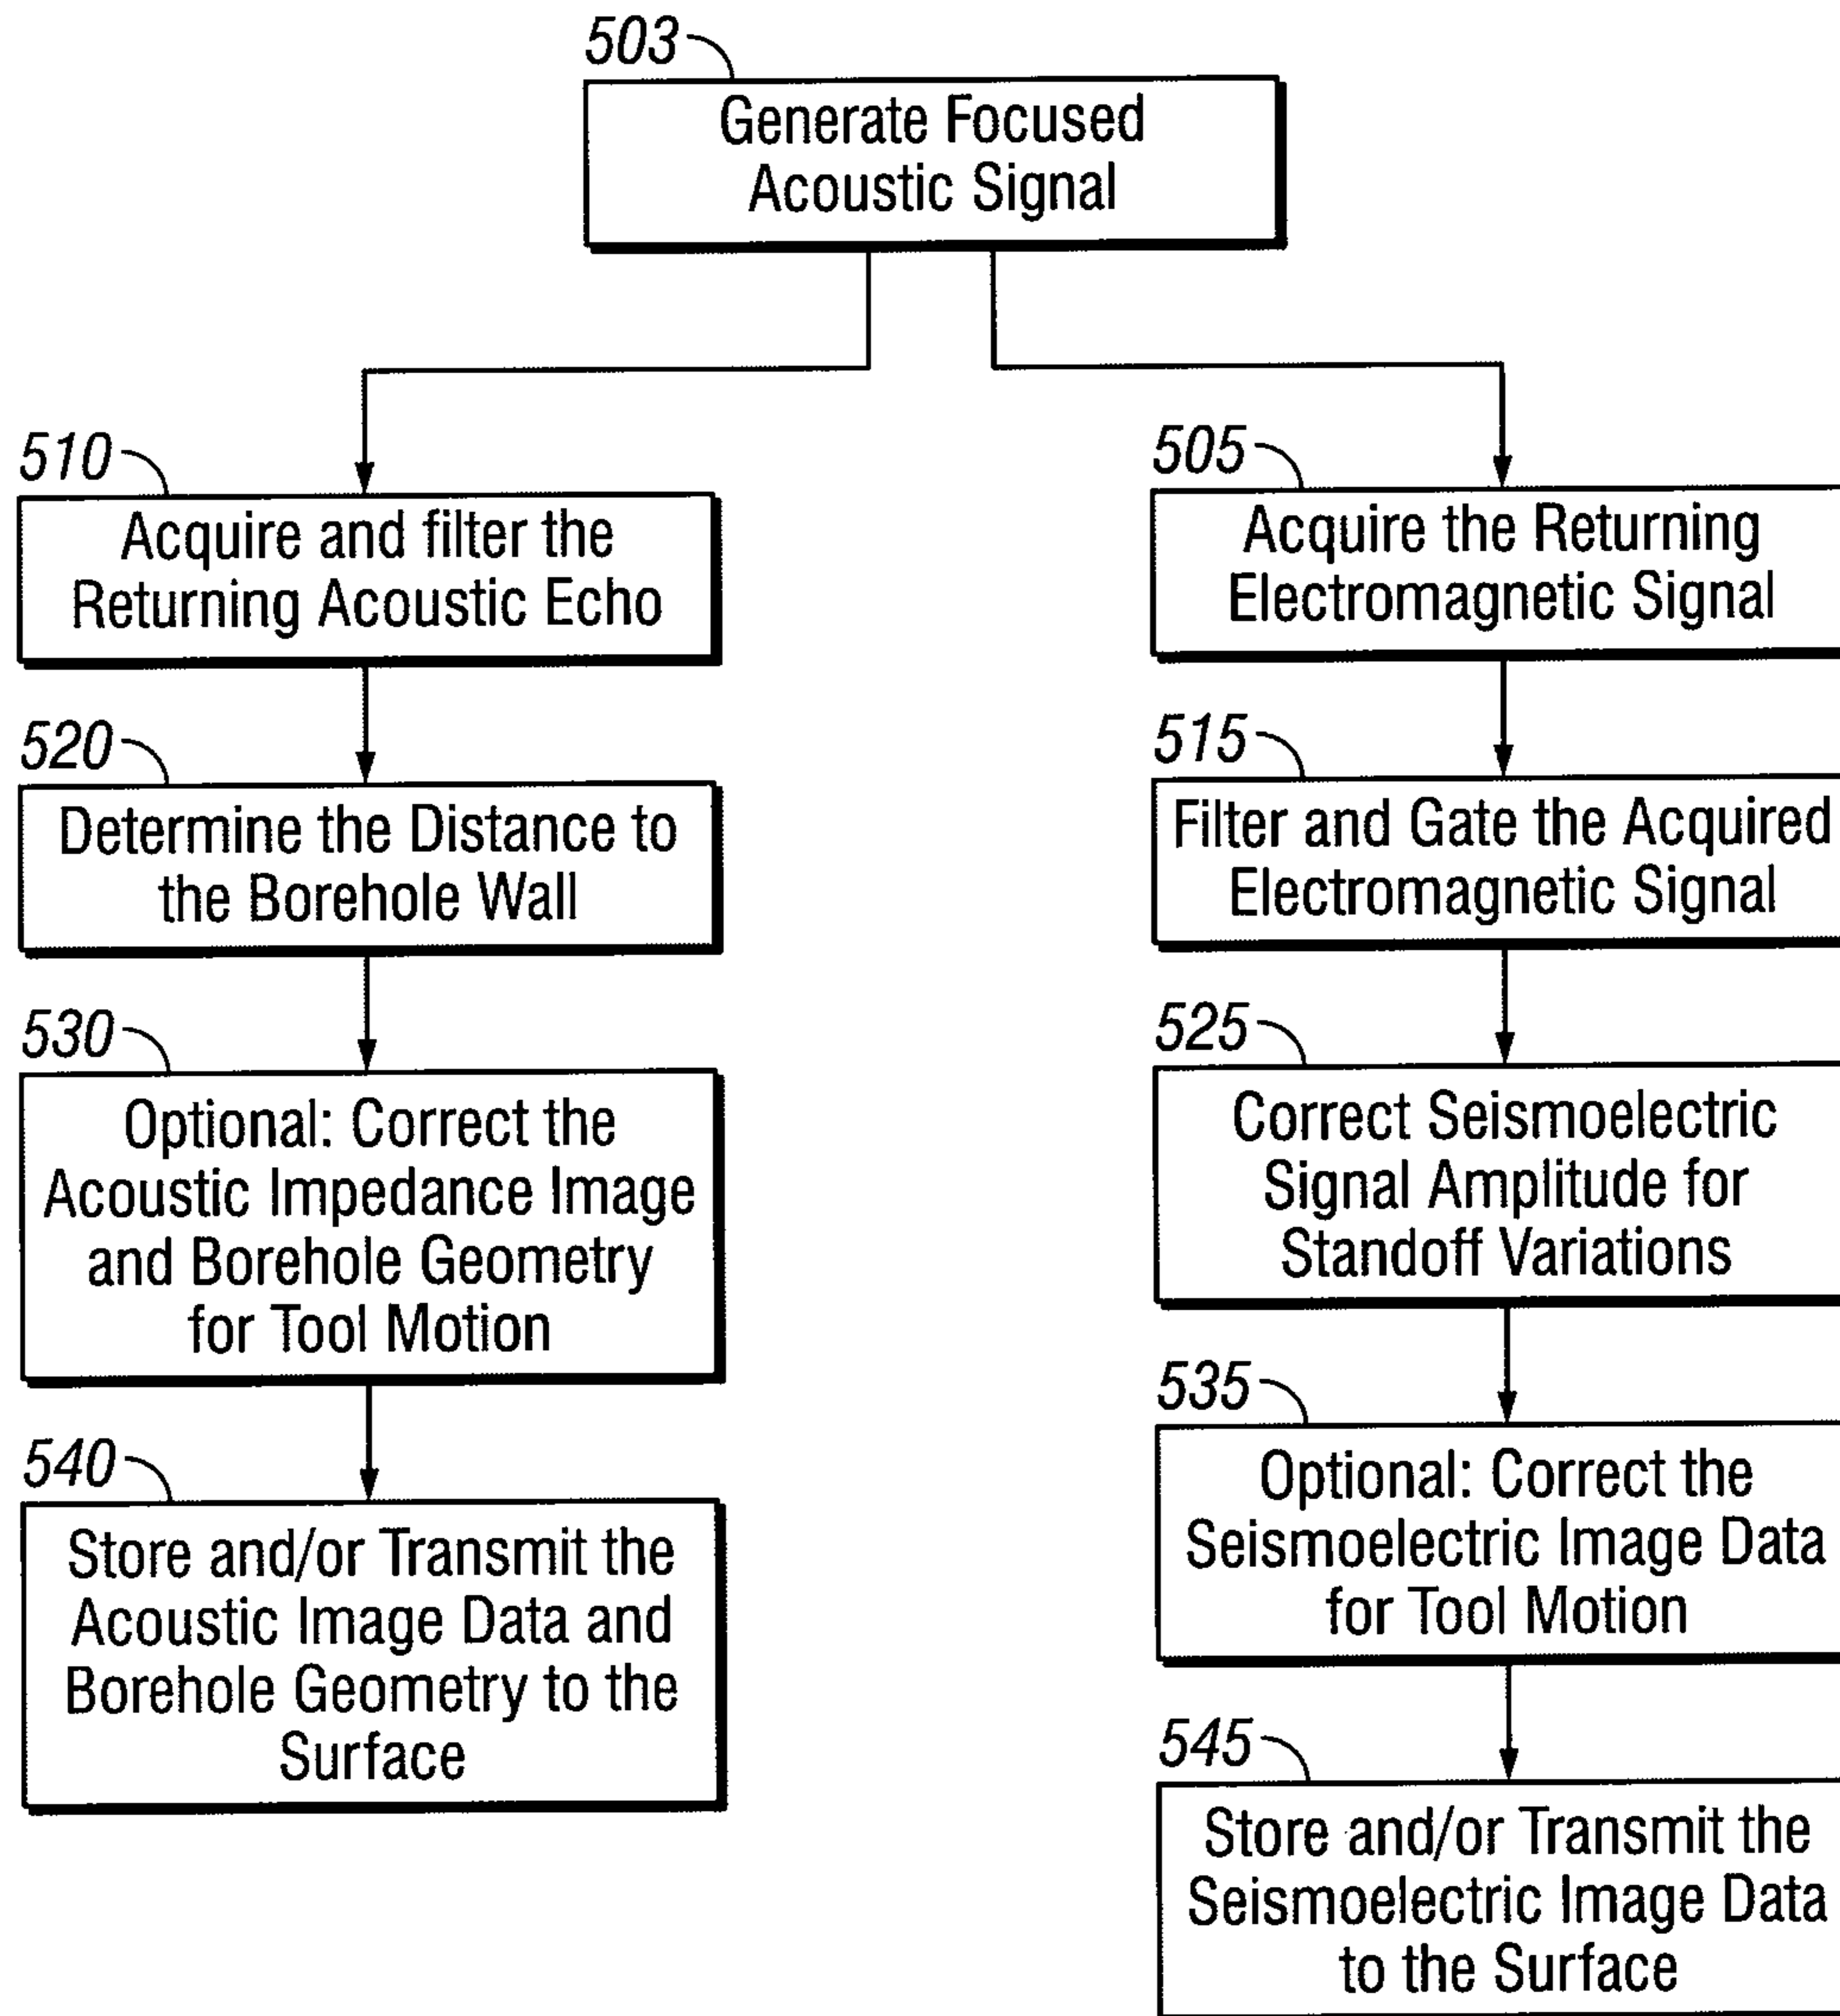 503
Generate Focused
Acoustic Signal
510
Acquire and filter the
Returning Acoustic Echo
520
Determine the Distance to
the Borehole Wall
530
Optional: Correct the
Acoustic Impedance Image
and Borehole Geometry
for Tool Motion
540
Store and/or Transmit the
Acoustic Image Data and
Borehole Geometry to the
Surface
505
Acquire the Returning
Electromagnetic Signal
515
Filter and Gate the Acquired
Electromagnetic Signal
525
Correct Seismoelectric
Signal Amplitude for
Standoff Variations
535
Optional: Correct the
Seismoelectric Image Data
for Tool Motion
545
Store and/or Transmit the
Seismoelectric Image Data
to the Surface